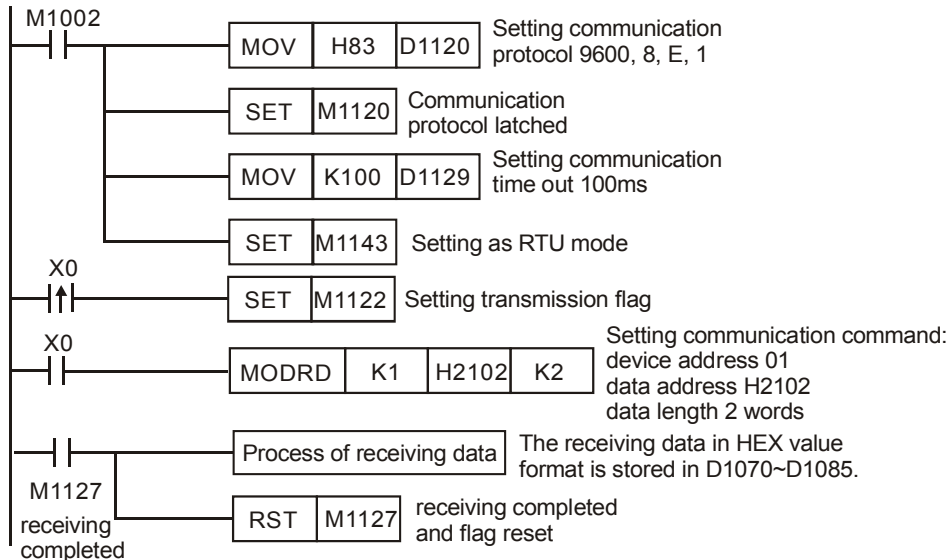 M1002
MOV H83 D1120
Setting communication
protocol 9600, 8, E, 1
SET M1120
Communication
protocol latched
MOV K100 D1129
Setting communication
time out 100ms
SET M1143
Setting as RTU mode
X0
SET M1122
Setting transmission flag
X0
MODRD K1 H2102 K2
Setting communication command:
device address 01
data address H2102
data length 2 words
M1127
receiving
completed
Process of receiving data
The receiving data in HEX value
format is stored in D1070~D1085.
RST M1127
receiving completed
and flag reset